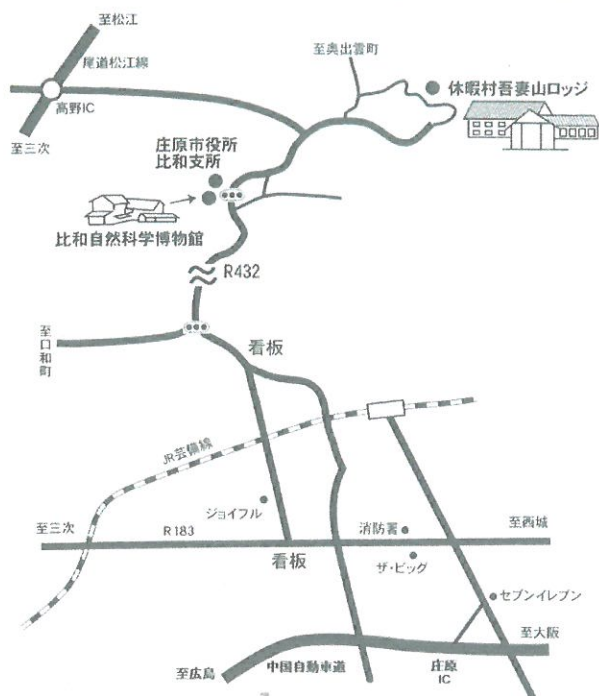 至松江
尾道松江線
高野IC
至三次
至奥出雲町
休暇村吾妻山ロッジ
庄原市役所
比和支所
比和自然科学博物館
R432
至口和町
看板
JR芸備線
ジョイフル
至三次
R183
看板
消防署
ザ・ビッグ
至西城
セブンイレブン
至大阪
至広島
中国自動車道
庄原
IC